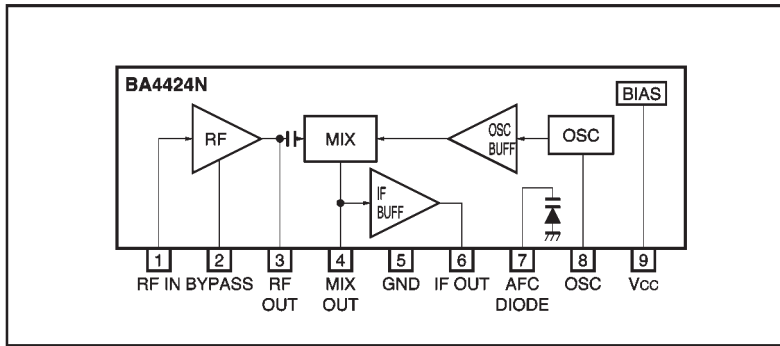 BA4424N
BIAS
RF
MIX
OSC
BUFF
OSC
IF
BUFF
1 2 3 4 5 6 7 8 9
RF IN BYPASS RF MIX GND IF OUT AFC OSC Vcc
OUT OUT DIODE